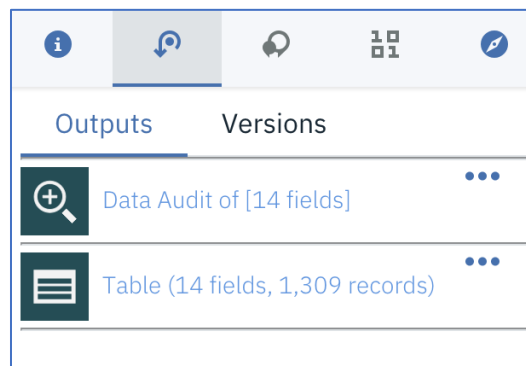 Outputs Versions
Data Audit of [14 fields]
Table (14 fields, 1,309 records)